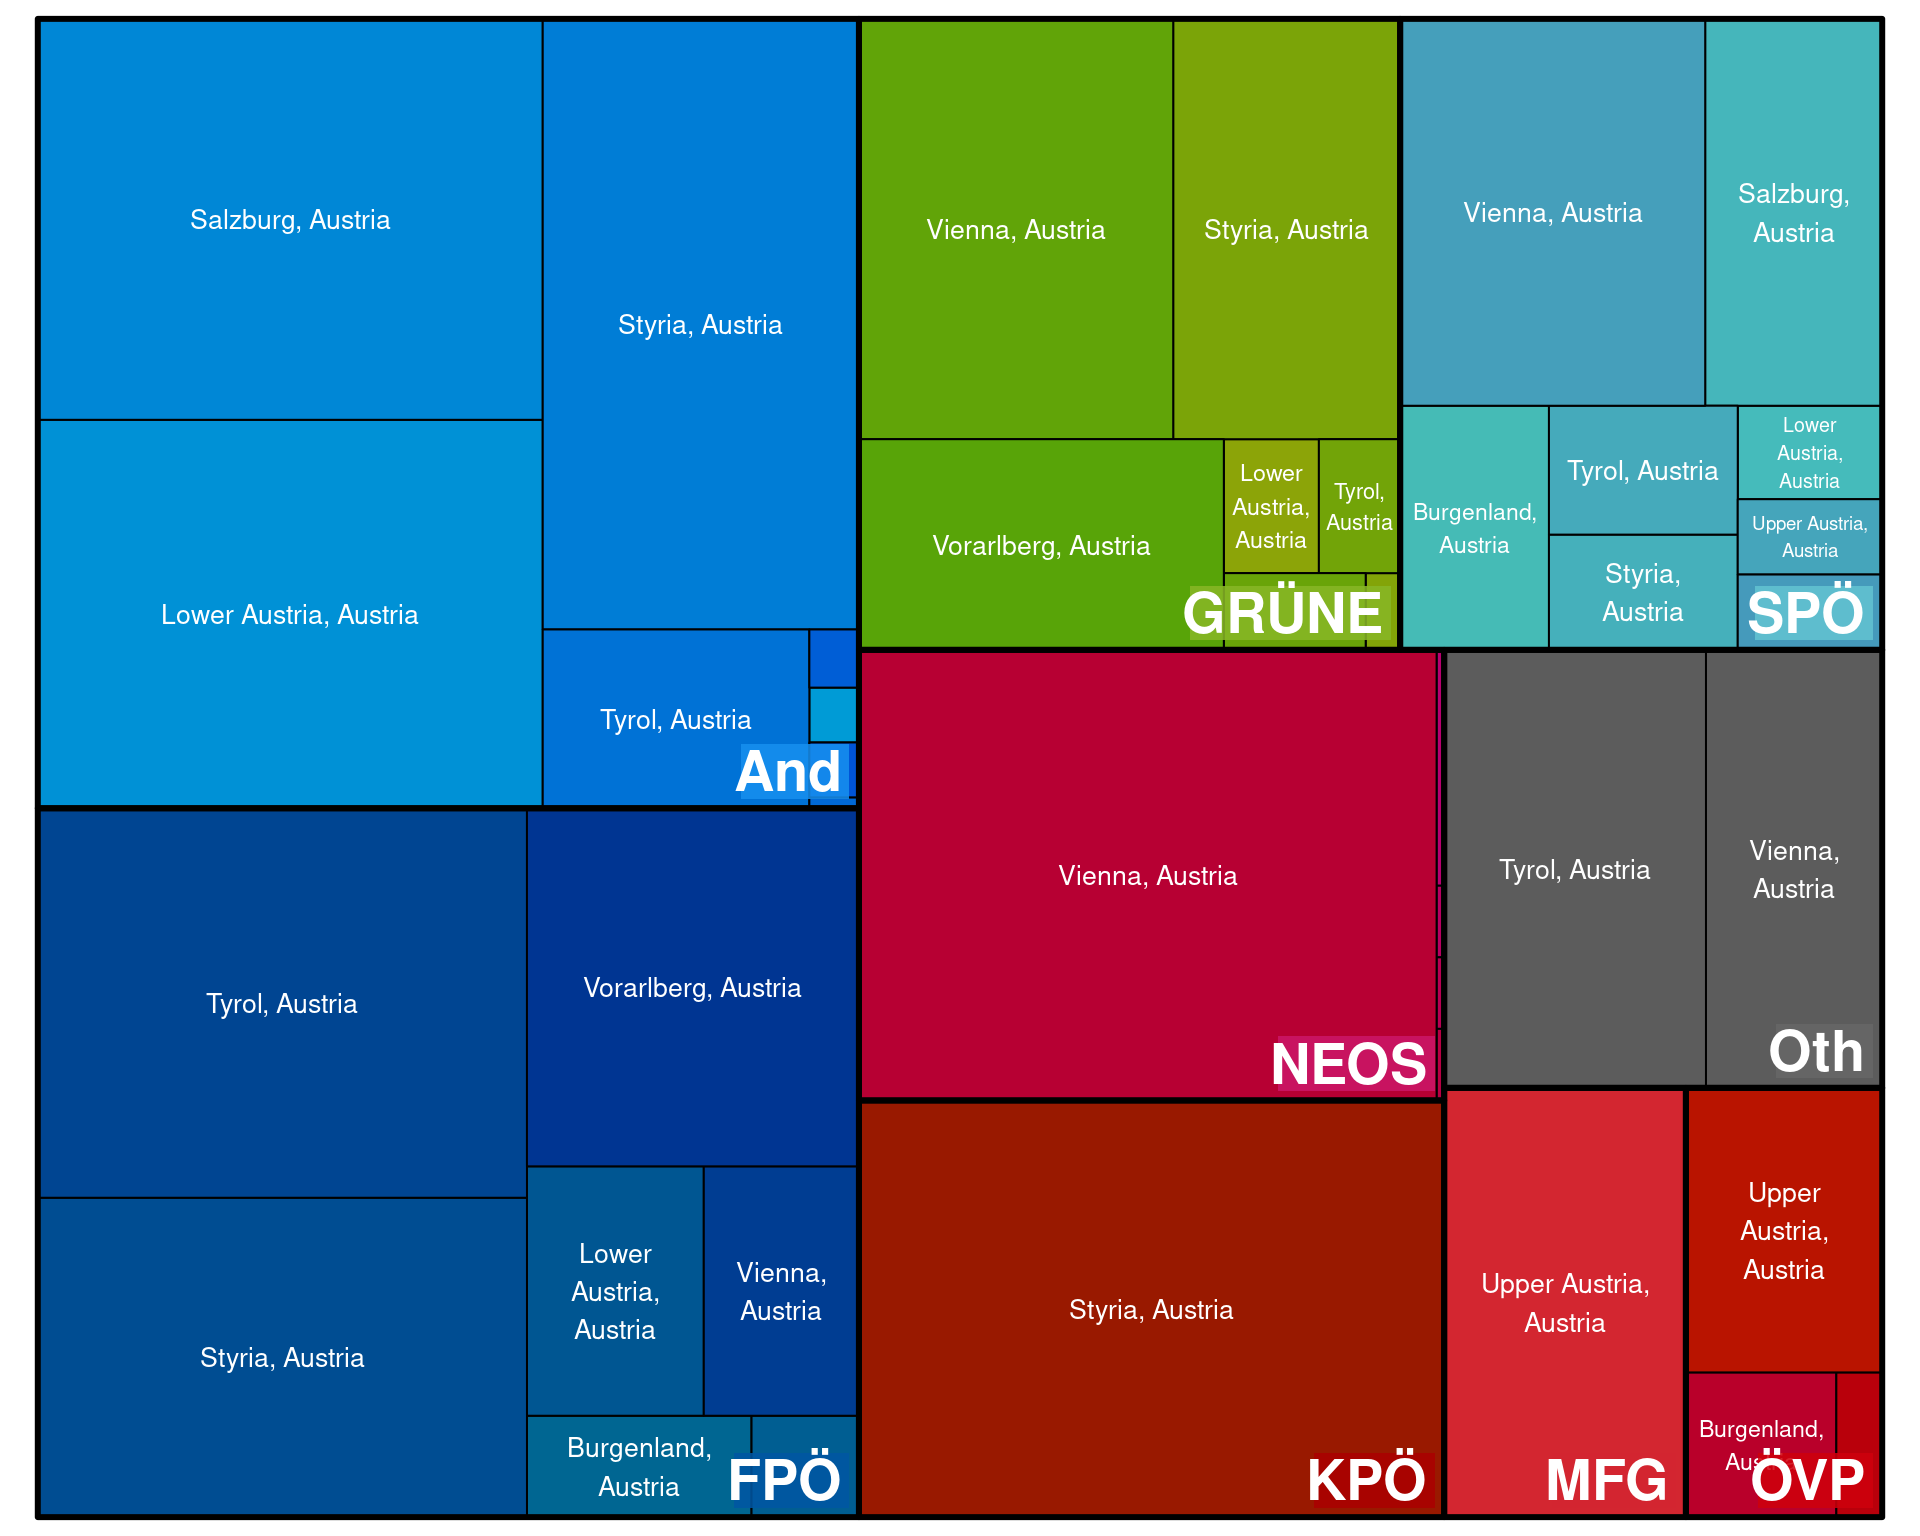 Salzburg, Austria
Styria, Austria
Lower Austria, Austria
Tyrol, Austria
And
Tyrol, Austria
Vorarlberg, Austria
Styria, Austria
Lower
Austria,
Austria
Vienna,
Austria
Burgenland,
Austria
FPÖ
Vienna, Austria
Styria, Austria
Vorarlberg, Austria
Lower
Austria,
Austria
Tyrol,
Austria
GRÜNE
Vienna, Austria
Salzburg,
Austria
Burgenland,
Austria
Tyrol, Austria
Styria,
Austria
Lower
Austria,
Austria
Upper Austria,
Austria
SPÖ
Vienna, Austria
NEOS
Tyrol, Austria
Vienna,
Austria
Oth
Styria, Austria
KPÖ
Upper Austria,
Austria
MFG
Upper
Austria,
Austria
Burgenland,
ÖVP